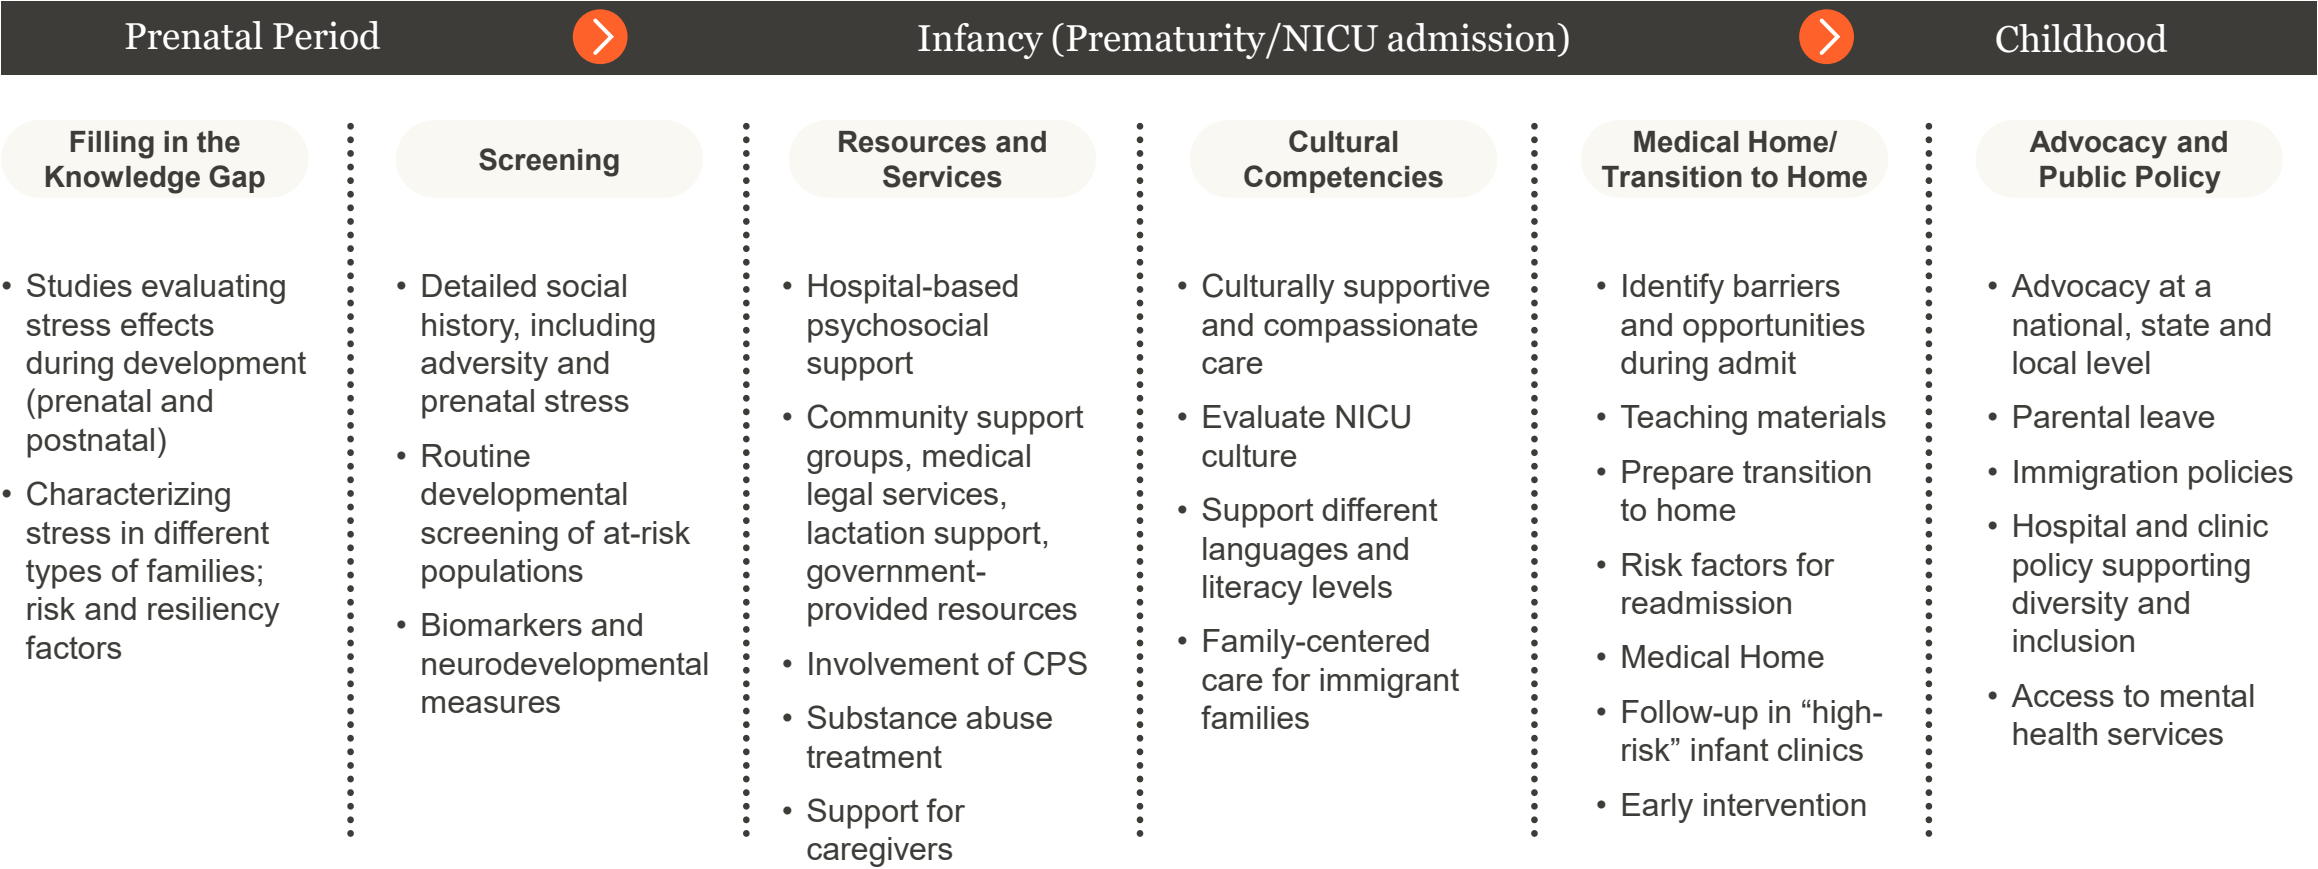 Prenatal Period
Infancy (Prematurity/NICU admission)
Childhood
Filling in the
Knowledge Gap
• Studies evaluating
stress effects
during development
(prenatal and
postnatal)
• Characterizing
stress in different
types of families;
risk and resiliency
factors
Screening
• Detailed social
history, including
adversity and
prenatal stress
• Routine
developmental
screening of at-risk
populations
• Biomarkers and
neurodevelopmental
measures
Resources and
Services
• Hospital-based
psychosocial
support
• Community support
groups, medical
legal services,
lactation support,
government-
provided resources
• Involvement of CPS
• Substance abuse
treatment
• Support for
caregivers
Cultural
Competencies
• Culturally supportive
and compassionate
care
• Evaluate NICU
culture
• Support different
languages and
literacy levels
• Family-centered
care for immigrant
families
Medical Home/
Transition to Home
• Identify barriers
and opportunities
during admit
• Teaching materials
• Prepare transition
to home
• Risk factors for
readmission
• Medical Home
• Follow-up in “high-
risk” infant clinics
• Early intervention
Advocacy and
Public Policy
• Advocacy at a
national, state and
local level
• Parental leave
• Immigration policies
• Hospital and clinic
policy supporting
diversity and
inclusion
• Access to mental
health services